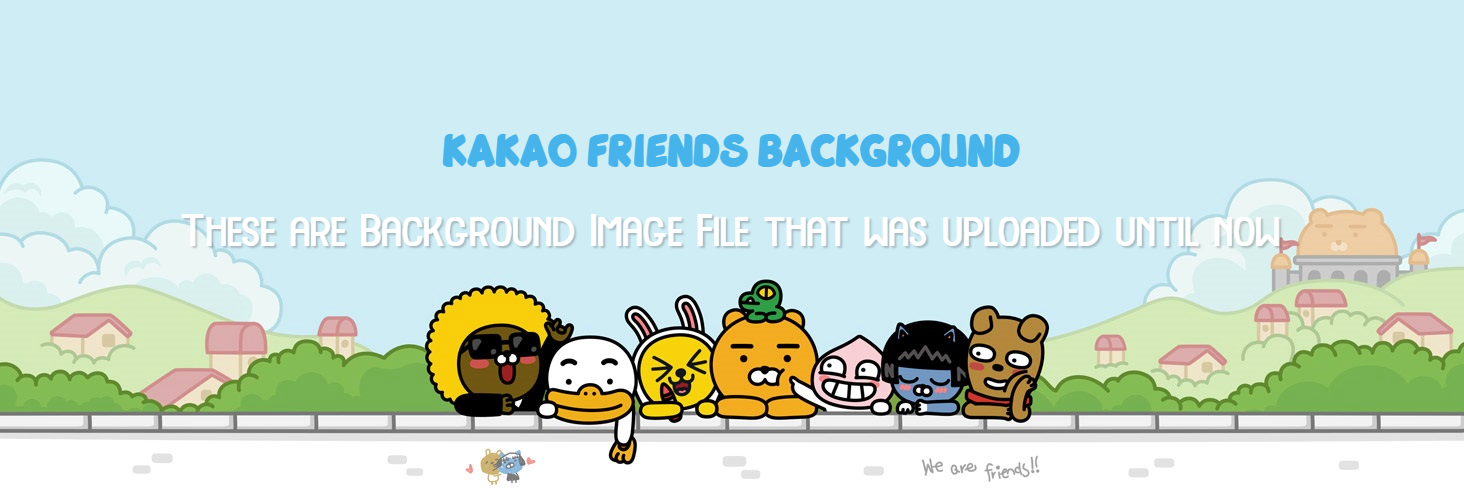 KAKAO FRIENDS BACKGROUND
THESE ARE BACKGROUND IMAGE FILE THAT WAS UPLOADED UNTIL NOW
We are friends!!